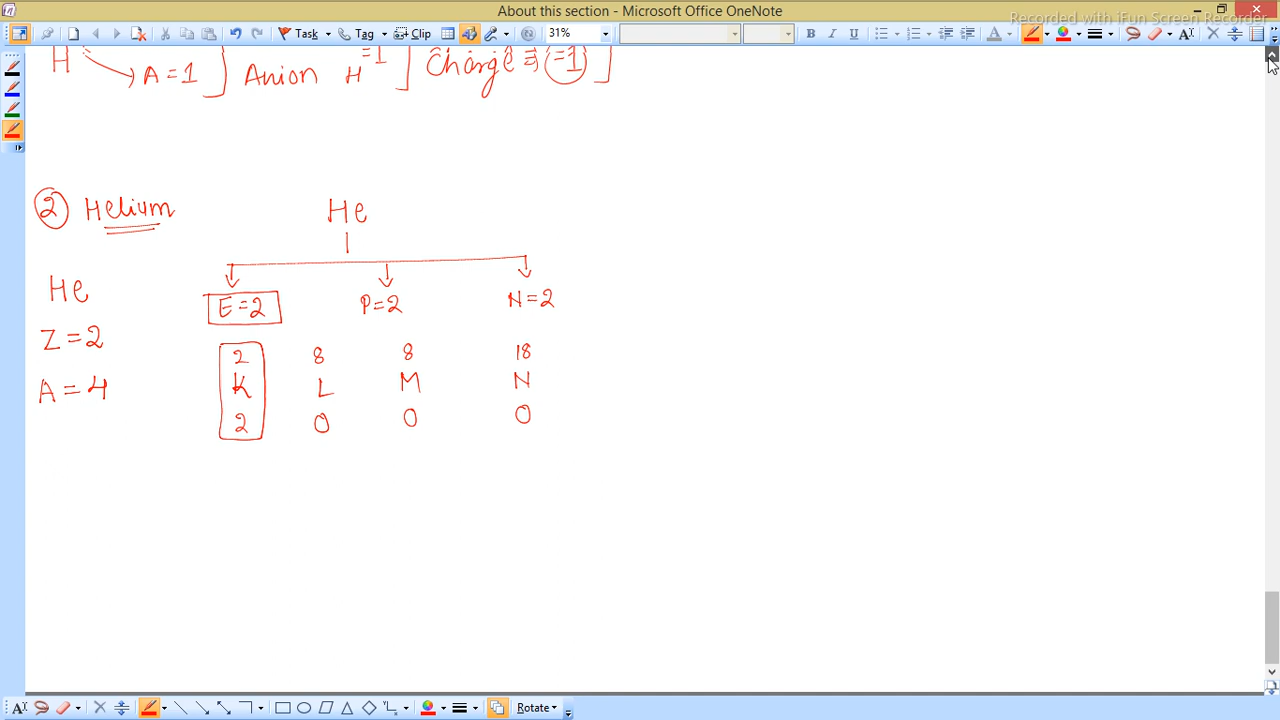 About this section - Microsoft Office OneNote
Recorded with iFun Screen Recorder
Task Tag Clip 31% B I U
H A = 1 ] Anion H =1 ] Charge ⇒ (-1) ]
2 Helium He
He E = 2 P = 2 N = 2
Z = 2
A = 4
2 8 8 18
K L M N
2 0 0 0
Rotate